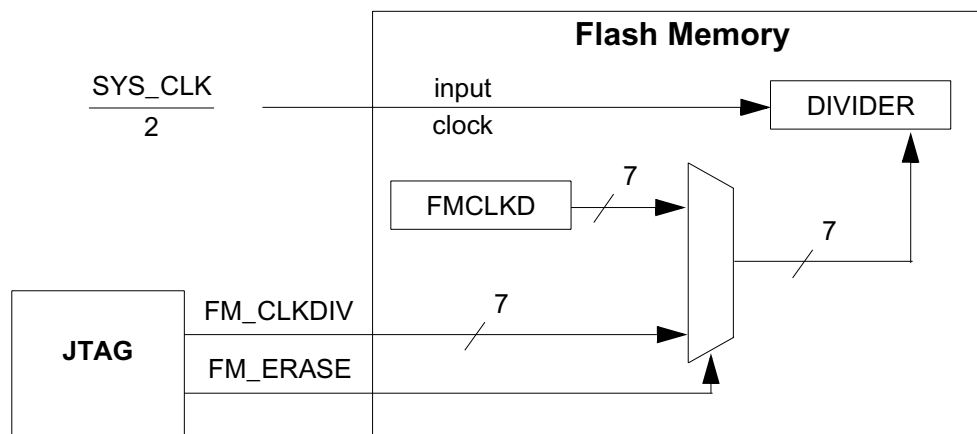 Flash Memory
SYS_CLK
2
input
clock
DIVIDER
FMCLKD
7
7
FM_CLKDIV
7
JTAG
FM_ERASE